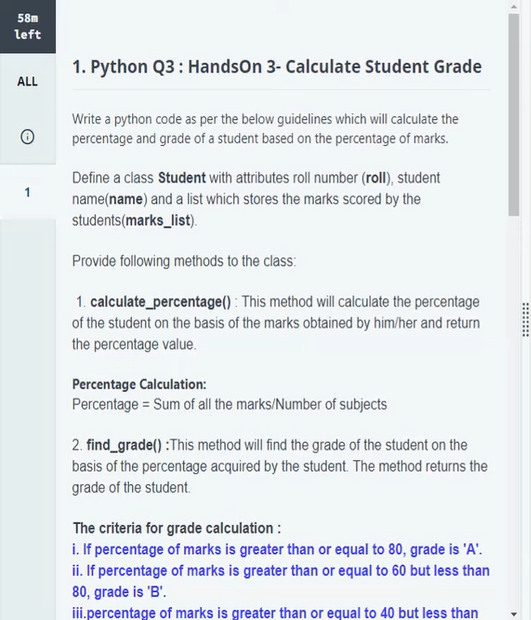 58m
left
ALL
1
1. Python Q3 : HandsOn 3- Calculate Student Grade
Write a python code as per the below guidelines which will calculate the
percentage and grade of a student based on the percentage of marks.
Define a class Student with attributes roll number (roll), student
name(name) and a list which stores the marks scored by the
students(marks_list).
Provide following methods to the class:
1. calculate_percentage() : This method will calculate the percentage
of the student on the basis of the marks obtained by him/her and return
the percentage value.
Percentage Calculation:
Percentage = Sum of all the marks/Number of subjects
2. find_grade() :This method will find the grade of the student on the
basis of the percentage acquired by the student. The method returns the
grade of the student.
The criteria for grade calculation :
i. If percentage of marks is greater than or equal to 80, grade is 'A'.
ii. If percentage of marks is greater than or equal to 60 but less than
80, grade is 'B'.
iii.percentage of marks is greater than or equal to 40 but less than